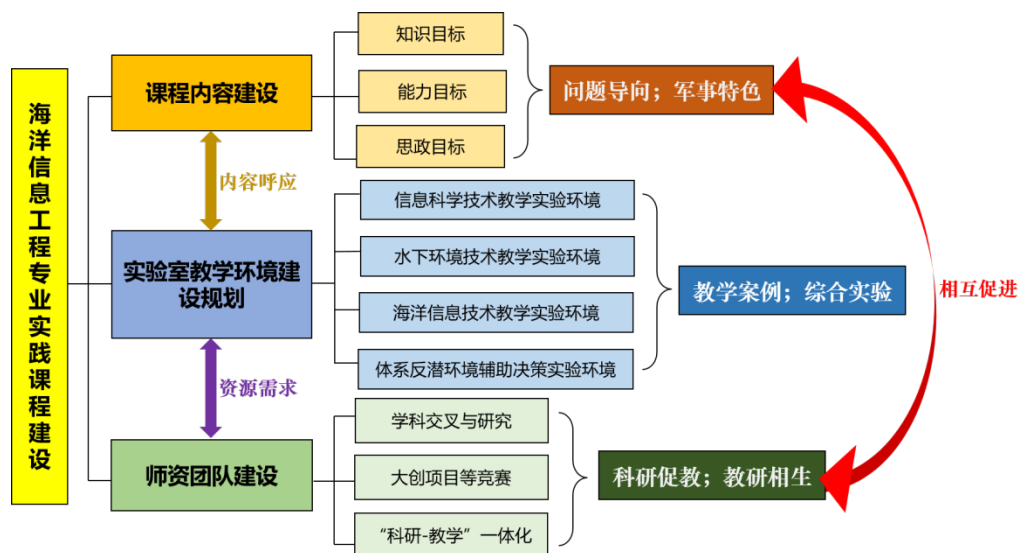 海洋信息工程专业实践课程建设
课程内容建设
知识目标
能力目标
思政目标
问题导向；军事特色
内容呼应
实验室教学环境建
设规划
信息科学技术教学实验环境
水下环境技术教学实验环境
海洋信息技术教学实验环境
体系反潜环境辅助决策实验环境
教学案例；综合实验
相互促进
资源需求
师资团队建设
学科交叉与研究
大创项目等竞赛
“科研-教学”一体化
科研促教；教研相生